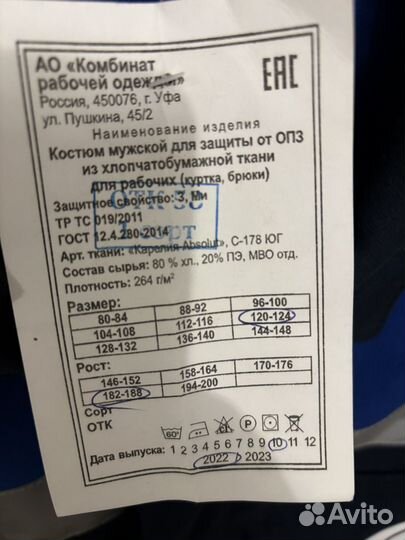 АО «Комбинат
рабочей одежды»
Россия, 450076, г. Уфа
ул. Пушкина, 45/2
EAC
Наименование изделия
Костюм мужской для защиты от ОПЗ
из хлопчатобумажной ткани
для рабочих (куртка, брюки)
Защитное свойство: З, Ми
ТР ТС 019/2011
ГОСТ 12.4.280-2014
Арт. ткани: «Карелия-Absolut», С-178 ЮГ
Состав сырья: 80 % хл., 20% ПЭ, МВО отд.
Плотность: 264 г/м²
Размер:
80-84 88-92 96-100
104-108 112-116 120-124
128-132 136-140 144-148
Рост:
146-152 158-164 170-176
182-188 194-200
Сорт
ОТК
60°
Дата выпуска: 1 2 3 4 5 6 7 8 9 10 11 12
2022 2023
Avito